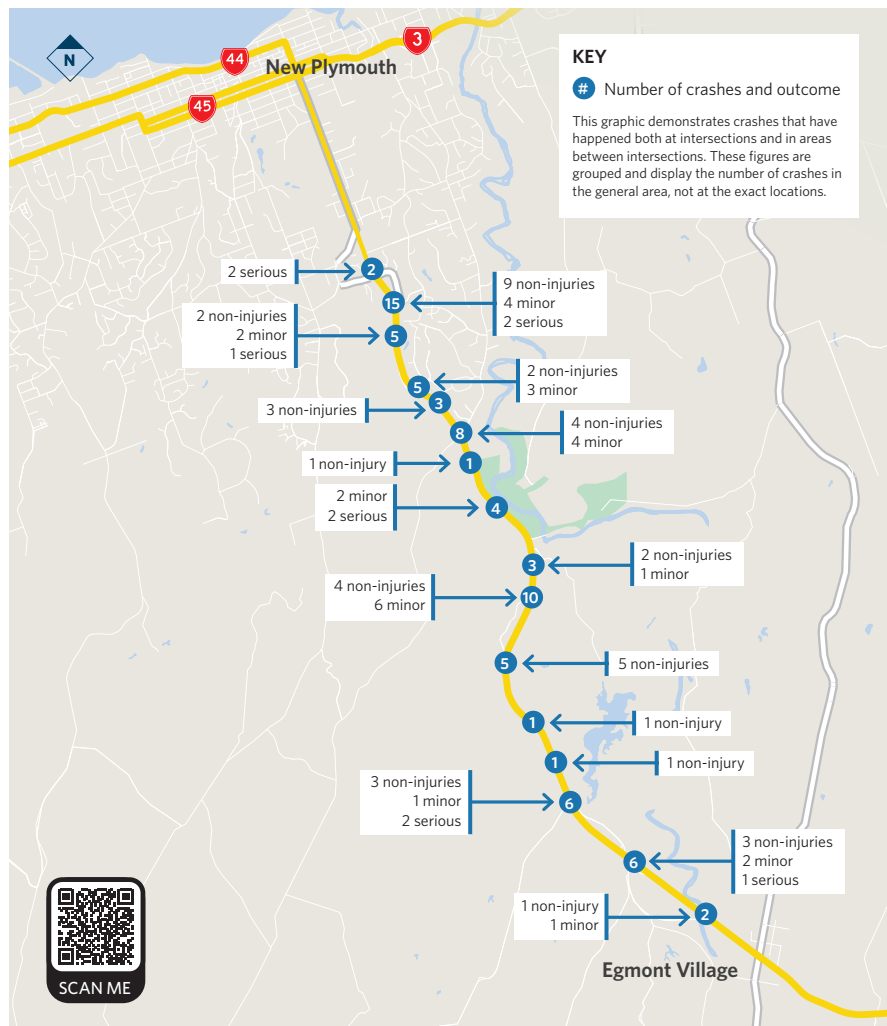 N
44
3
New Plymouth
45
KEY
# Number of crashes and outcome
This graphic demonstrates crashes that have
happened both at intersections and in areas
between intersections. These figures are
grouped and display the number of crashes in
the general area, not at the exact locations.
2 serious
2
15
9 non-injuries
4 minor
2 serious
2 non-injuries
2 minor
1 serious
5
5
2 non-injuries
3 minor
3 non-injuries
3
8
4 non-injuries
4 minor
1 non-injury
1
2 minor
2 serious
4
3
2 non-injuries
1 minor
4 non-injuries
6 minor
10
5
5 non-injuries
1
1 non-injury
1
1 non-injury
3 non-injuries
1 minor
2 serious
6
6
3 non-injuries
2 minor
1 serious
1 non-injury
1 minor
2
Egmont Village
SCAN ME